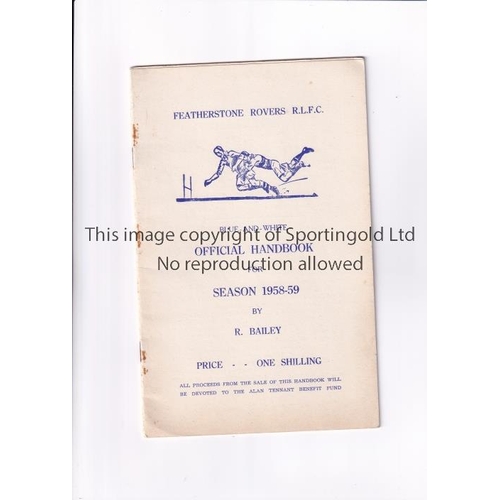 FEATHERSTONE ROVERS R.L.F.C.
BLUE AND WHITE
This image copyright of Sportingold Ltd
OFFICIAL HANDBOOK
No reproduction allowed
FOR
SEASON 1958-59
BY
R. BAILEY
PRICE - - ONE SHILLING
ALL PROCEEDS FROM THE SALE OF THIS HANDBOOK WILL
BE DEVOTED TO THE ALAN TENNANT BENEFIT FUND